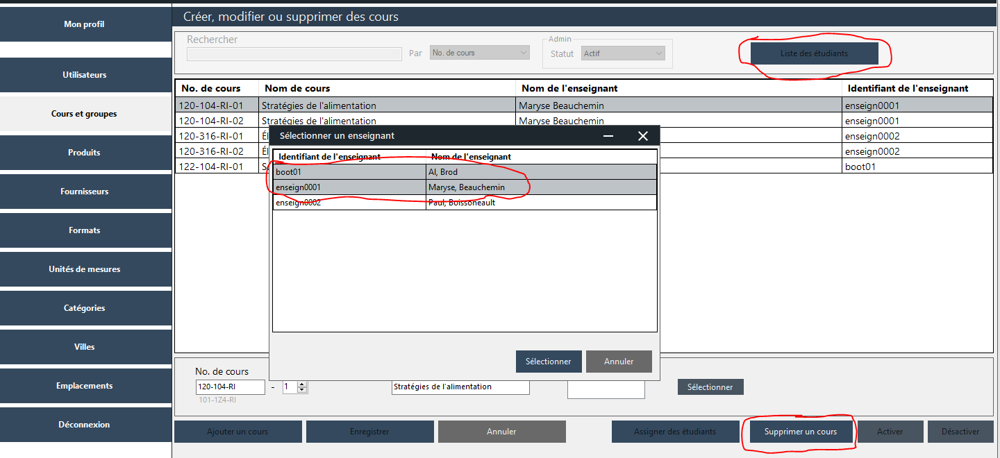 Mon profil
Utilisateurs
Cours et groupes
Produits
Fournisseurs
Formats
Unités de mesures
Catégories
Villes
Emplacements
Déconnexion
Créer, modifier ou supprimer des cours
Rechercher
Par No. de cours
Admin
Statut Actif
Liste des étudiants
No. de cours Nom de cours Nom de l'enseignant Identifiant de l'enseignant
120-104-RI-01 Stratégies de l'alimentation Maryse Beauchemin enseign0001
120-104-RI-02 Stratégies de l'alimentation Maryse Beauchemin enseign0001
120-316-RI-01 Él enseign0002
120-316-RI-02 Él enseign0002
122-104-RI-01 boot01
Sélectionner un enseignant
Identifiant de l'enseignant Nom de l'enseignant
boot01 Al, Brod
enseign0001 Maryse, Beauchemin
enseign0002 Paul, Boissoneault
Sélectionner Annuler
No. de cours
120-104-RI - 1 Stratégies de l'alimentation Sélectionner
101-1Z4-RI
Ajouter un cours Enregistrer Annuler Assigner des étudiants Supprimer un cours Activer Désactiver